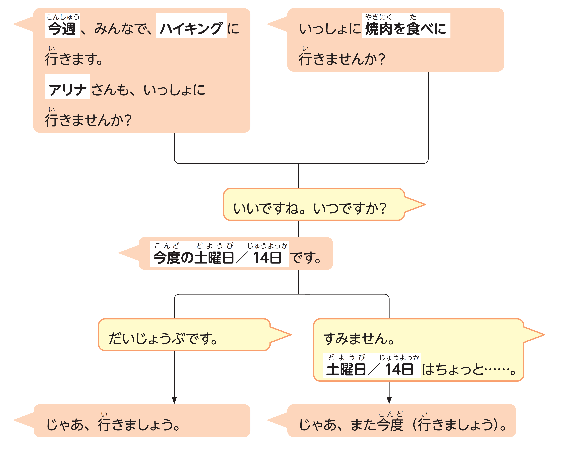 今週、みんなで、ハイキングに
行きます。
アリナさんも、いっしょに
行きませんか?
いっしょに焼肉を食べに
行きませんか?
いいですね。いつですか?
今度の土曜日／14日です。
だいじょうぶです。
すみません。
土曜日／14日はちょっと……。
じゃあ、行きましょう。
じゃあ、また今度（行きましょう）。